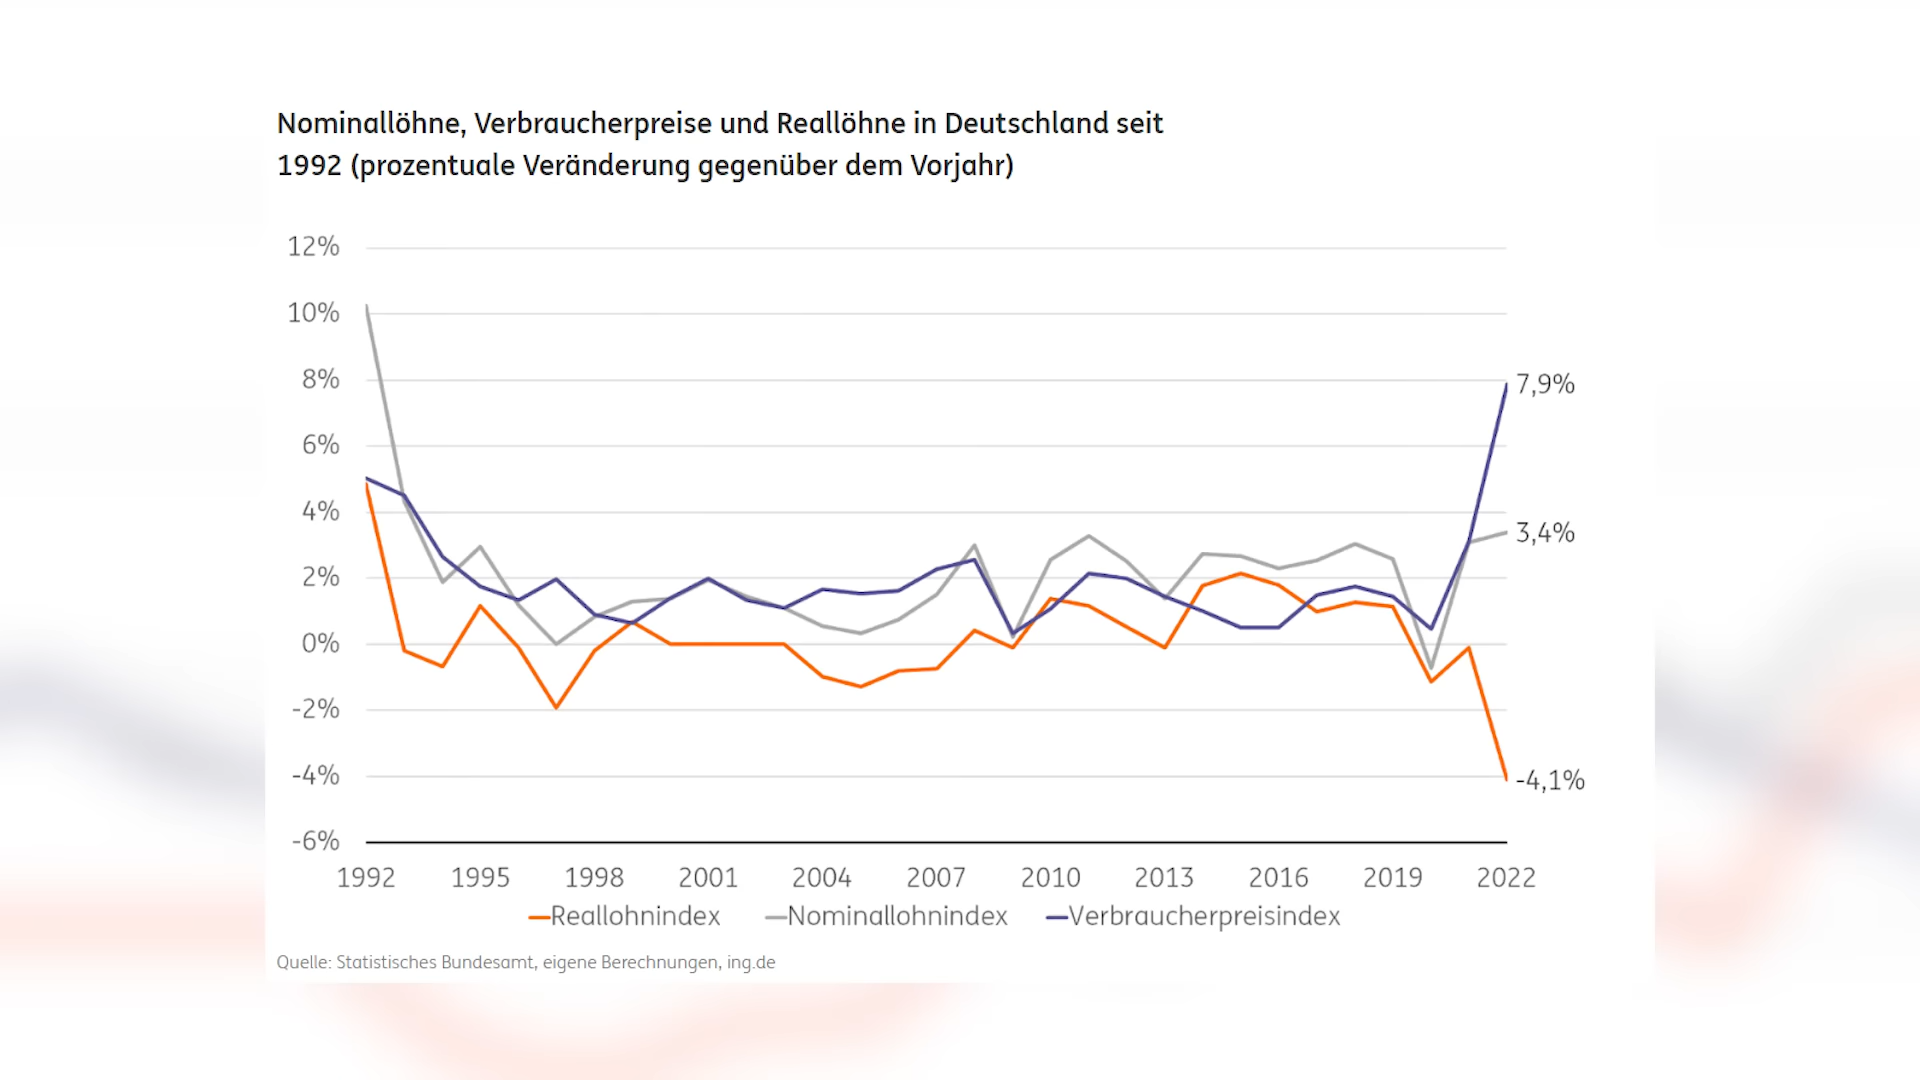 Nominallöhne, Verbraucherpreise und Reallöhne in Deutschland seit
1992 (prozentuale Veränderung gegenüber dem Vorjahr)
12%
10%
8%
6%
4%
2%
0%
-2%
-4%
-6%
7,9%
3,4%
-4,1%
1992 1995 1998 2001 2004 2007 2010 2013 2016 2019 2022
Reallohnindex Nominallohnindex Verbraucherpreisindex
Quelle: Statistisches Bundesamt, eigene Berechnungen, ing.de